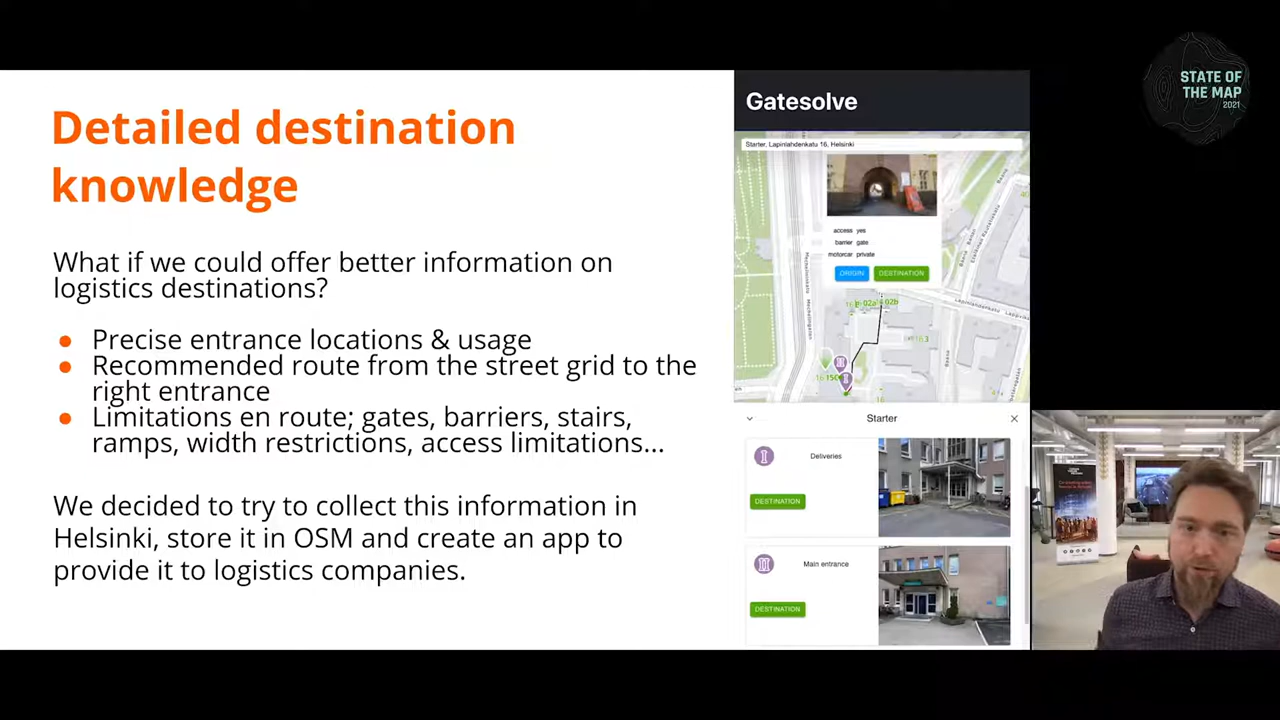 STATE OF
THE MAP
2021
Detailed destination
knowledge
What if we could offer better information on
logistics destinations?
● Precise entrance locations & usage
● Recommended route from the street grid to the
right entrance
● Limitations en route; gates, barriers, stairs,
ramps, width restrictions, access limitations...
We decided to try to collect this information in
Helsinki, store it in OSM and create an app to
provide it to logistics companies.
Gatesolve
Starter, Lapinlahdenkatu 16, Helsinki
access yes
barrier gate
motorcar private
ORIGIN
DESTINATION
Starter
Deliveries
DESTINATION
Main entrance
DESTINATION